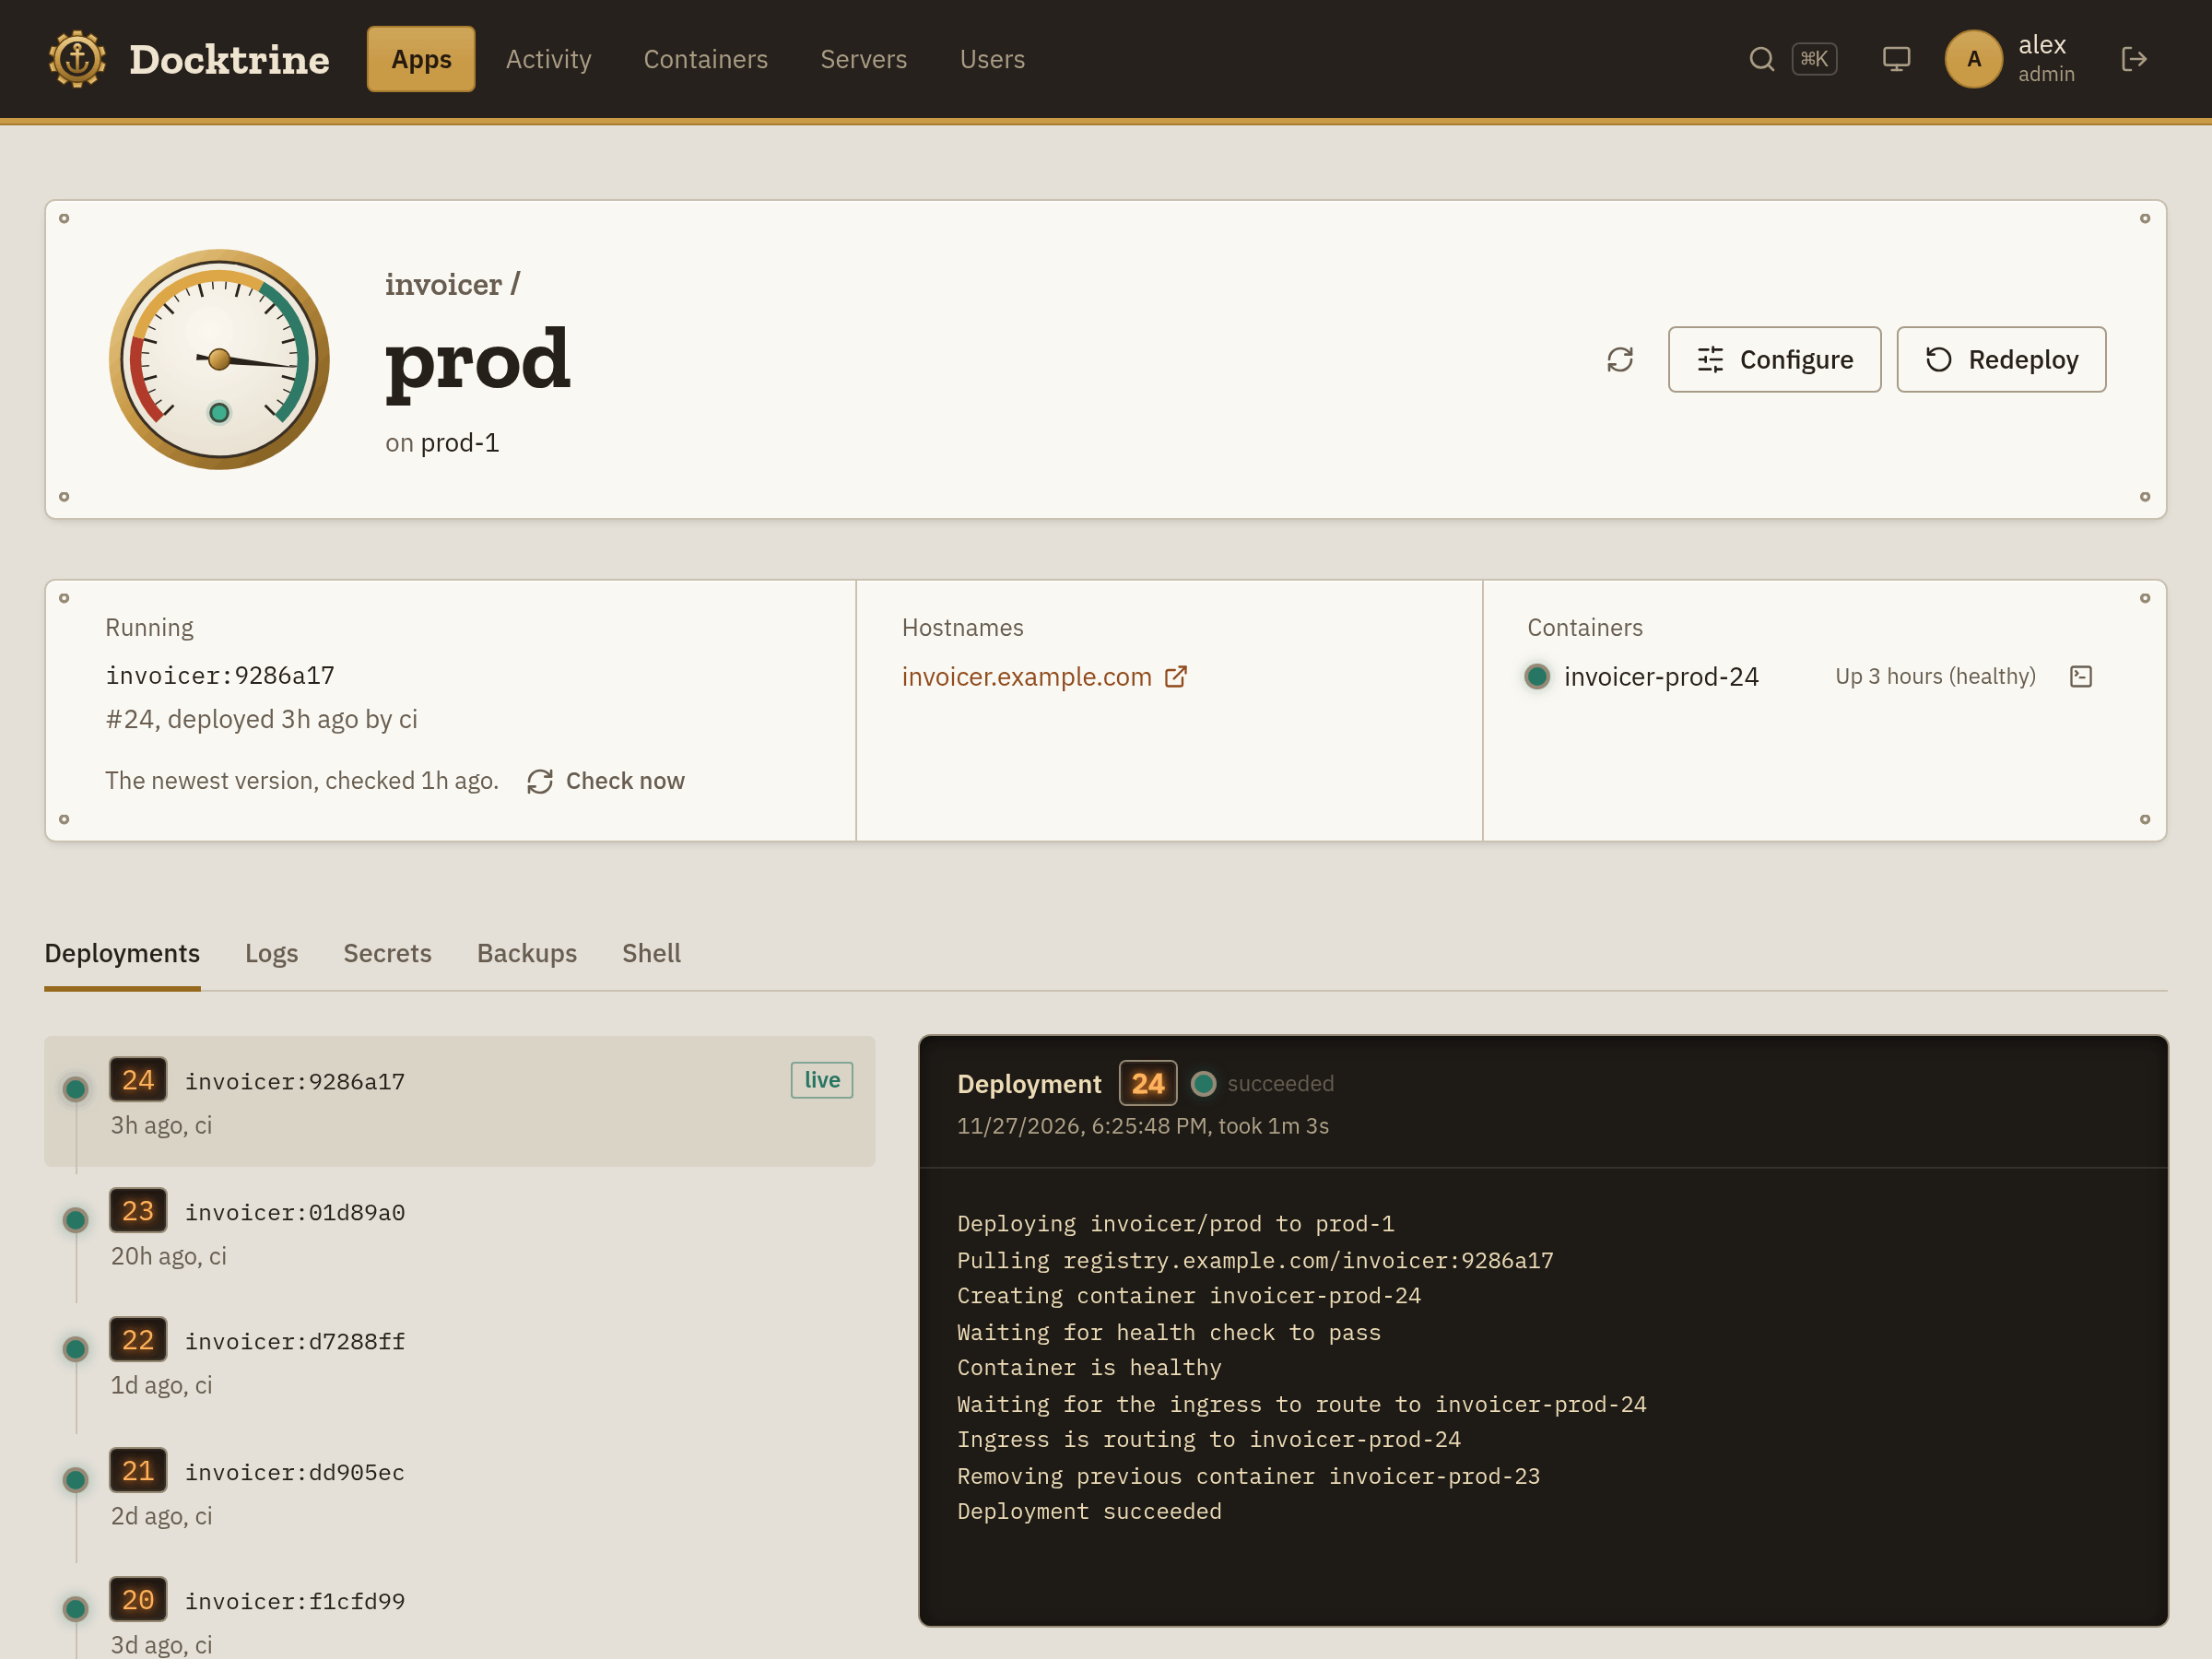 Docktrine
Apps
Activity
Containers
Servers
Users
⌘K
A
alex
admin
invoicer /
prod
on prod-1
Configure
Redeploy
Running
invoicer:9286a17
#24, deployed 3h ago by ci
The newest version, checked 1h ago.
Check now
Hostnames
invoicer.example.com
Containers
invoicer-prod-24
Up 3 hours (healthy)
Deployments
Logs
Secrets
Backups
Shell
24 invoicer:9286a17
live
3h ago, ci
23 invoicer:01d89a0
20h ago, ci
22 invoicer:d7288ff
1d ago, ci
21 invoicer:dd905ec
2d ago, ci
20 invoicer:f1cfd99
3d ago, ci
Deployment 24 succeeded
11/27/2026, 6:25:48 PM, took 1m 3s
Deploying invoicer/prod to prod-1
Pulling registry.example.com/invoicer:9286a17
Creating container invoicer-prod-24
Waiting for health check to pass
Container is healthy
Waiting for the ingress to route to invoicer-prod-24
Ingress is routing to invoicer-prod-24
Removing previous container invoicer-prod-23
Deployment succeeded